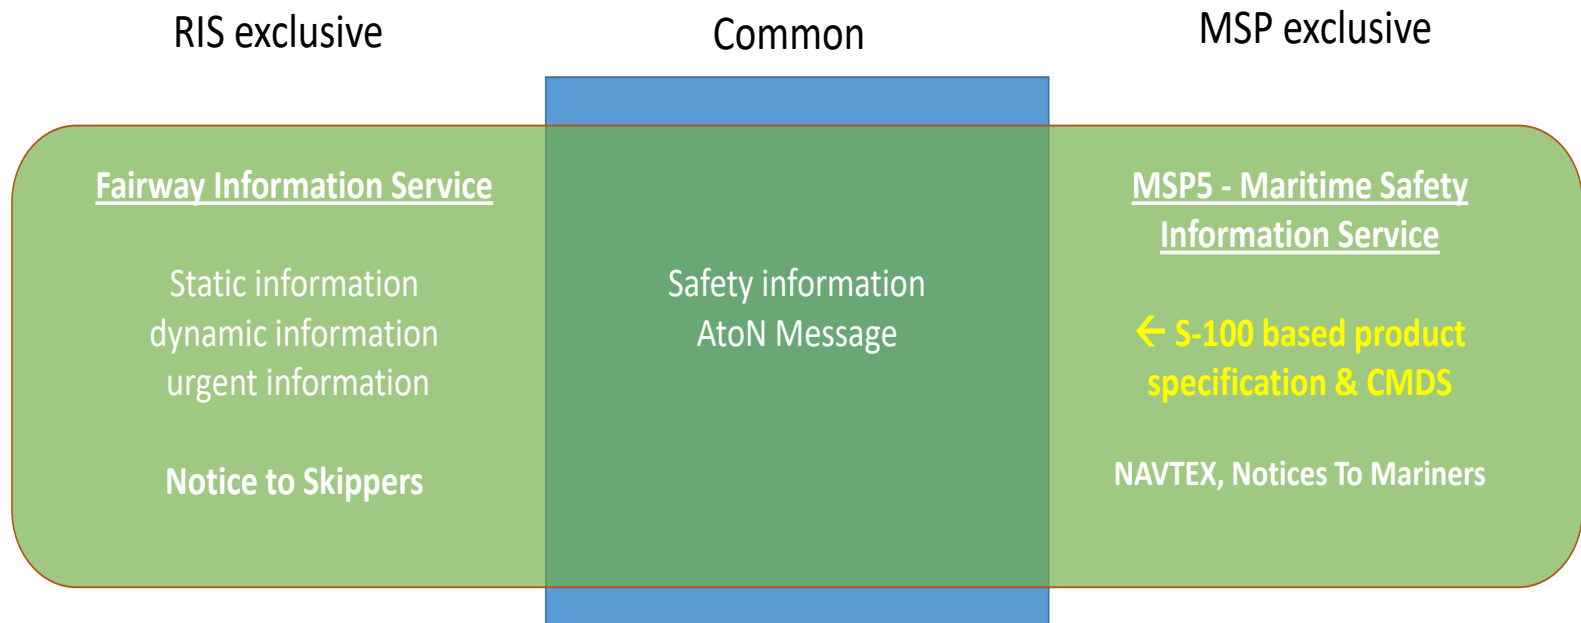 RIS exclusive
Common
MSP exclusive
Fairway Information Service
Static information
dynamic information
urgent information
Notice to Skippers
Safety information
AtoN Message
MSP5 - Maritime Safety
Information Service
← S-100 based product
specification & CMDS
NAVTEX, Notices To Mariners